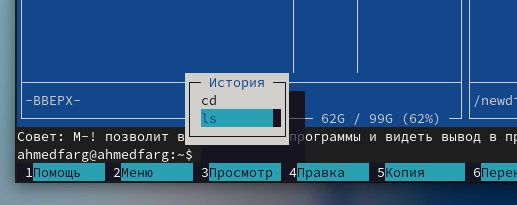 История
cd
ls
-ВВЕРХ-
62G / 99G (62%)
/newdt
Совет: M-! позволит в программы и видеть вывод в пр
ahmedfarg@ahmedfarg:~$
1Помощь 2Меню 3Просмотр 4Правка 5Копия 6Перен